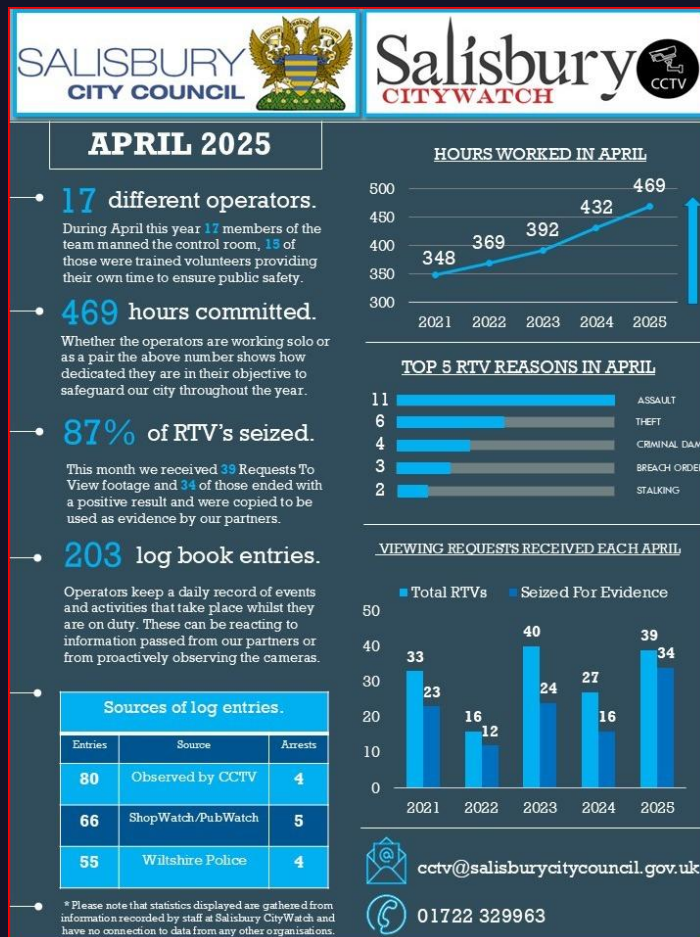 SALISBURY
CITY COUNCIL
Salisbury
CITYWATCH
CCTV
APRIL 2025
17 different operators.
During April this year 17 members of the
team manned the control room, 15 of
those were trained volunteers providing
their own time to ensure public safety.
469 hours committed.
Whether the operators are working solo or
as a pair the above number shows how
dedicated they are in their objective to
safeguard our city throughout the year.
87% of RTV's seized.
This month we received 39 Requests To
View footage and 34 of those ended with
a positive result and were copied to be
used as evidence by our partners.
203 log book entries.
Operators keep a daily record of events
and activities that take place whilst they
are on duty. These can be reacting to
information passed from our partners or
from proactively observing the cameras.
Sources of log entries.
Entries Source Arrests
80 Observed by CCTV 4
66 ShopWatch/PubWatch 5
55 Wiltshire Police 4
* Please note that statistics displayed are gathered from
information recorded by staff at Salisbury CityWatch and
have no connection to data from any other organisations.
HOURS WORKED IN APRIL
500
450
400
350
300
348 369 392 432 469
2021 2022 2023 2024 2025
TOP 5 RTV REASONS IN APRIL
11 ASSAULT
6 THEFT
4 CRIMINAL DAM
3 BREACH ORDER
2 STALKING
VIEWING REQUESTS RECEIVED EACH APRIL
Total RTVs Seized For Evidence
50
40
30
20
10
0
33 23 16 12 40 24 27 16 39 34
2021 2022 2023 2024 2025
@
cctv@salisburycitycouncil.gov.uk
01722 329963